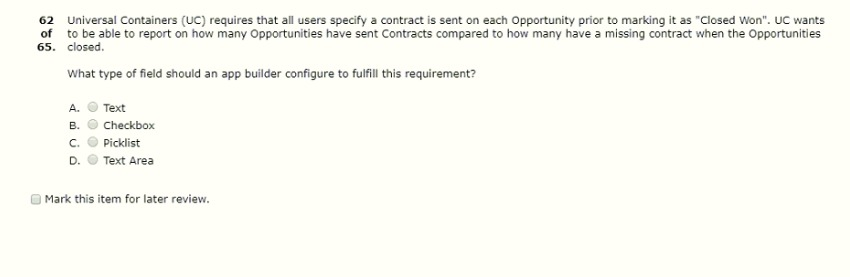 62 Universal Containers (UC) requires that all users specify a contract is sent on each Opportunity prior to marking it as "Closed Won". UC wants
of to be able to report on how many Opportunities have sent Contracts compared to how many have a missing contract when the Opportunities
65. closed.
What type of field should an app builder configure to fulfill this requirement?
A. Text
B. Checkbox
C. Picklist
D. Text Area
Mark this item for later review.